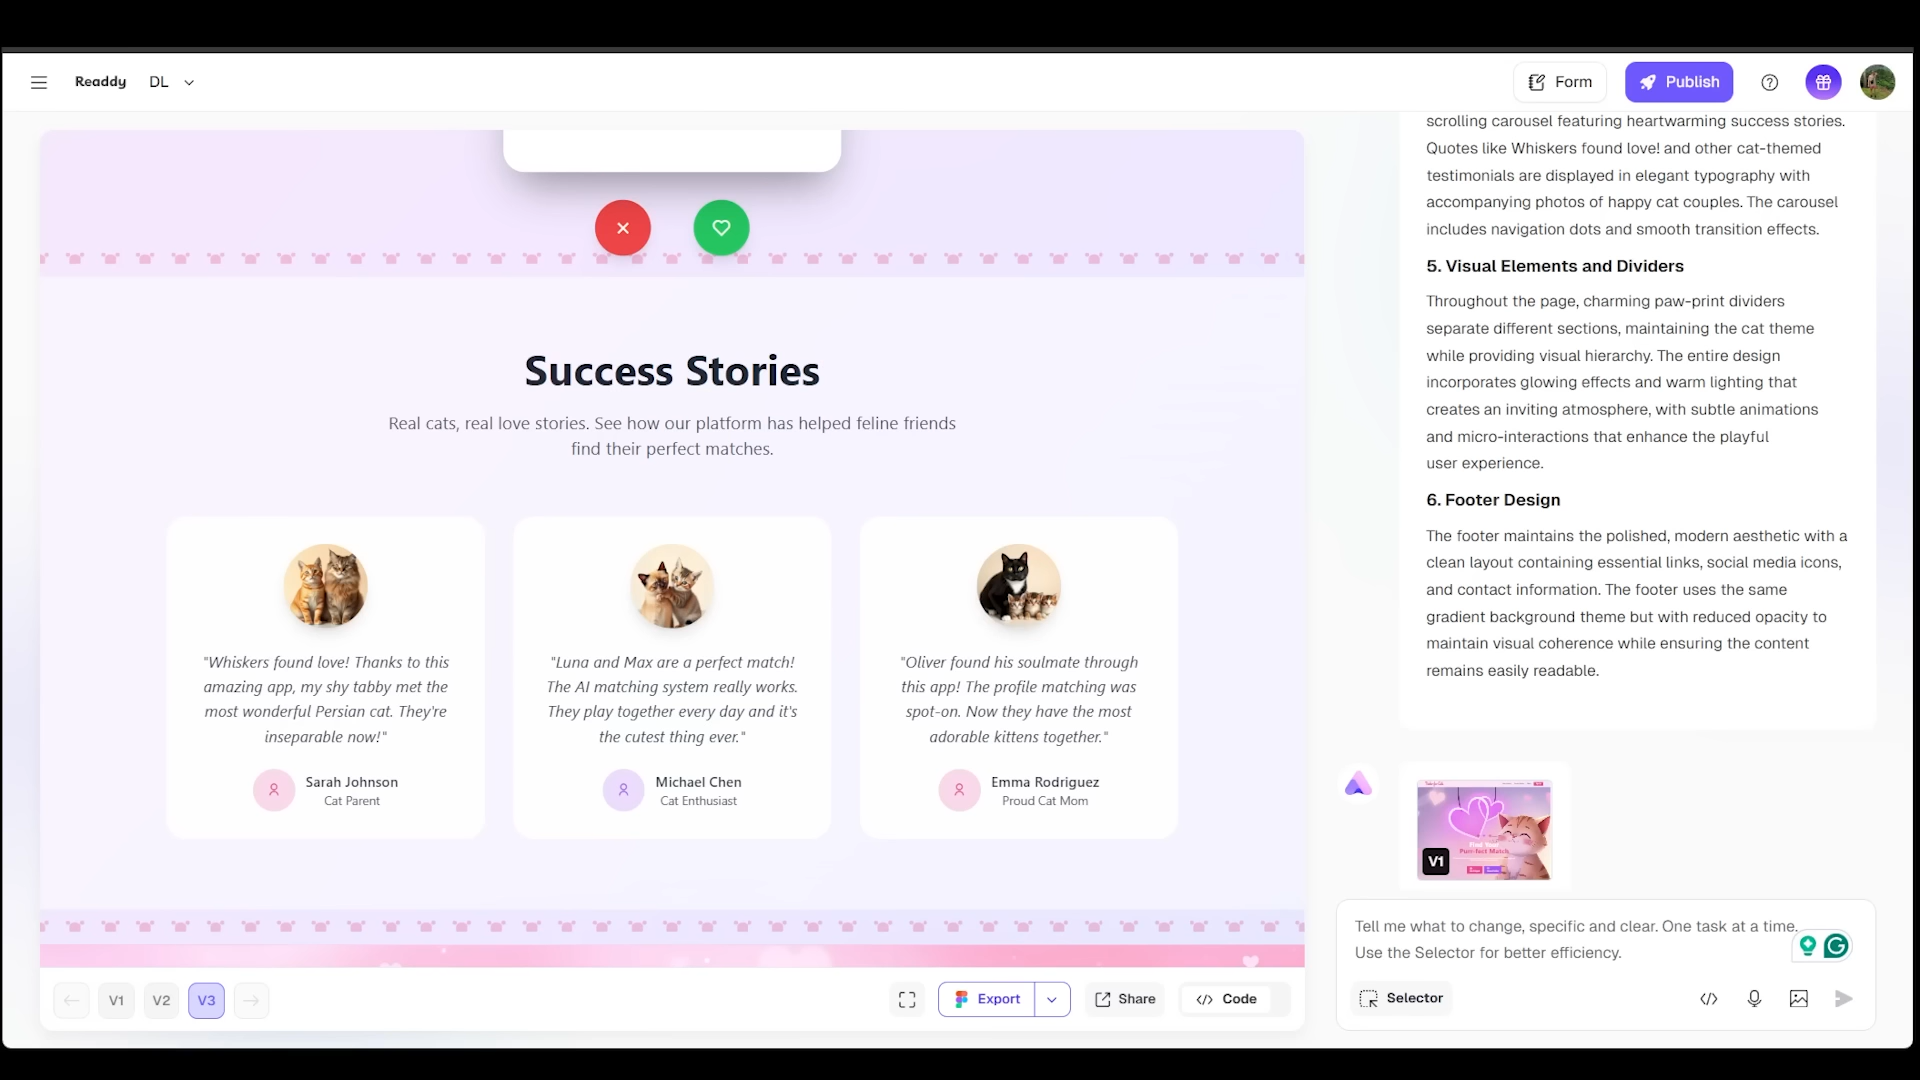 Readdy DL
Form
Publish
Success Stories
Real cats, real love stories. See how our platform has helped feline friends
find their perfect matches.
"Whiskers found love! Thanks to this
amazing app, my shy tabby met the
most wonderful Persian cat. They're
inseparable now!"
Sarah Johnson
Cat Parent
"Luna and Max are a perfect match!
The AI matching system really works.
They play together every day and it's
the cutest thing ever."
Michael Chen
Cat Enthusiast
"Oliver found his soulmate through
this app! The profile matching was
spot-on. Now they have the most
adorable kittens together."
Emma Rodriguez
Proud Cat Mom
V1 V2 V3
Export
Share
Code
scrolling carousel featuring heartwarming success stories.
Quotes like Whiskers found love! and other cat-themed
testimonials are displayed in elegant typography with
accompanying photos of happy cat couples. The carousel
includes navigation dots and smooth transition effects.
5. Visual Elements and Dividers
Throughout the page, charming paw-print dividers
separate different sections, maintaining the cat theme
while providing visual hierarchy. The entire design
incorporates glowing effects and warm lighting that
creates an inviting atmosphere, with subtle animations
and micro-interactions that enhance the playful
user experience.
6. Footer Design
The footer maintains the polished, modern aesthetic with a
clean layout containing essential links, social media icons,
and contact information. The footer uses the same
gradient background theme but with reduced opacity to
maintain visual coherence while ensuring the content
remains easily readable.
Purr-fect Match
V1
Tell me what to change, specific and clear. One task at a time.
Use the Selector for better efficiency.
Selector